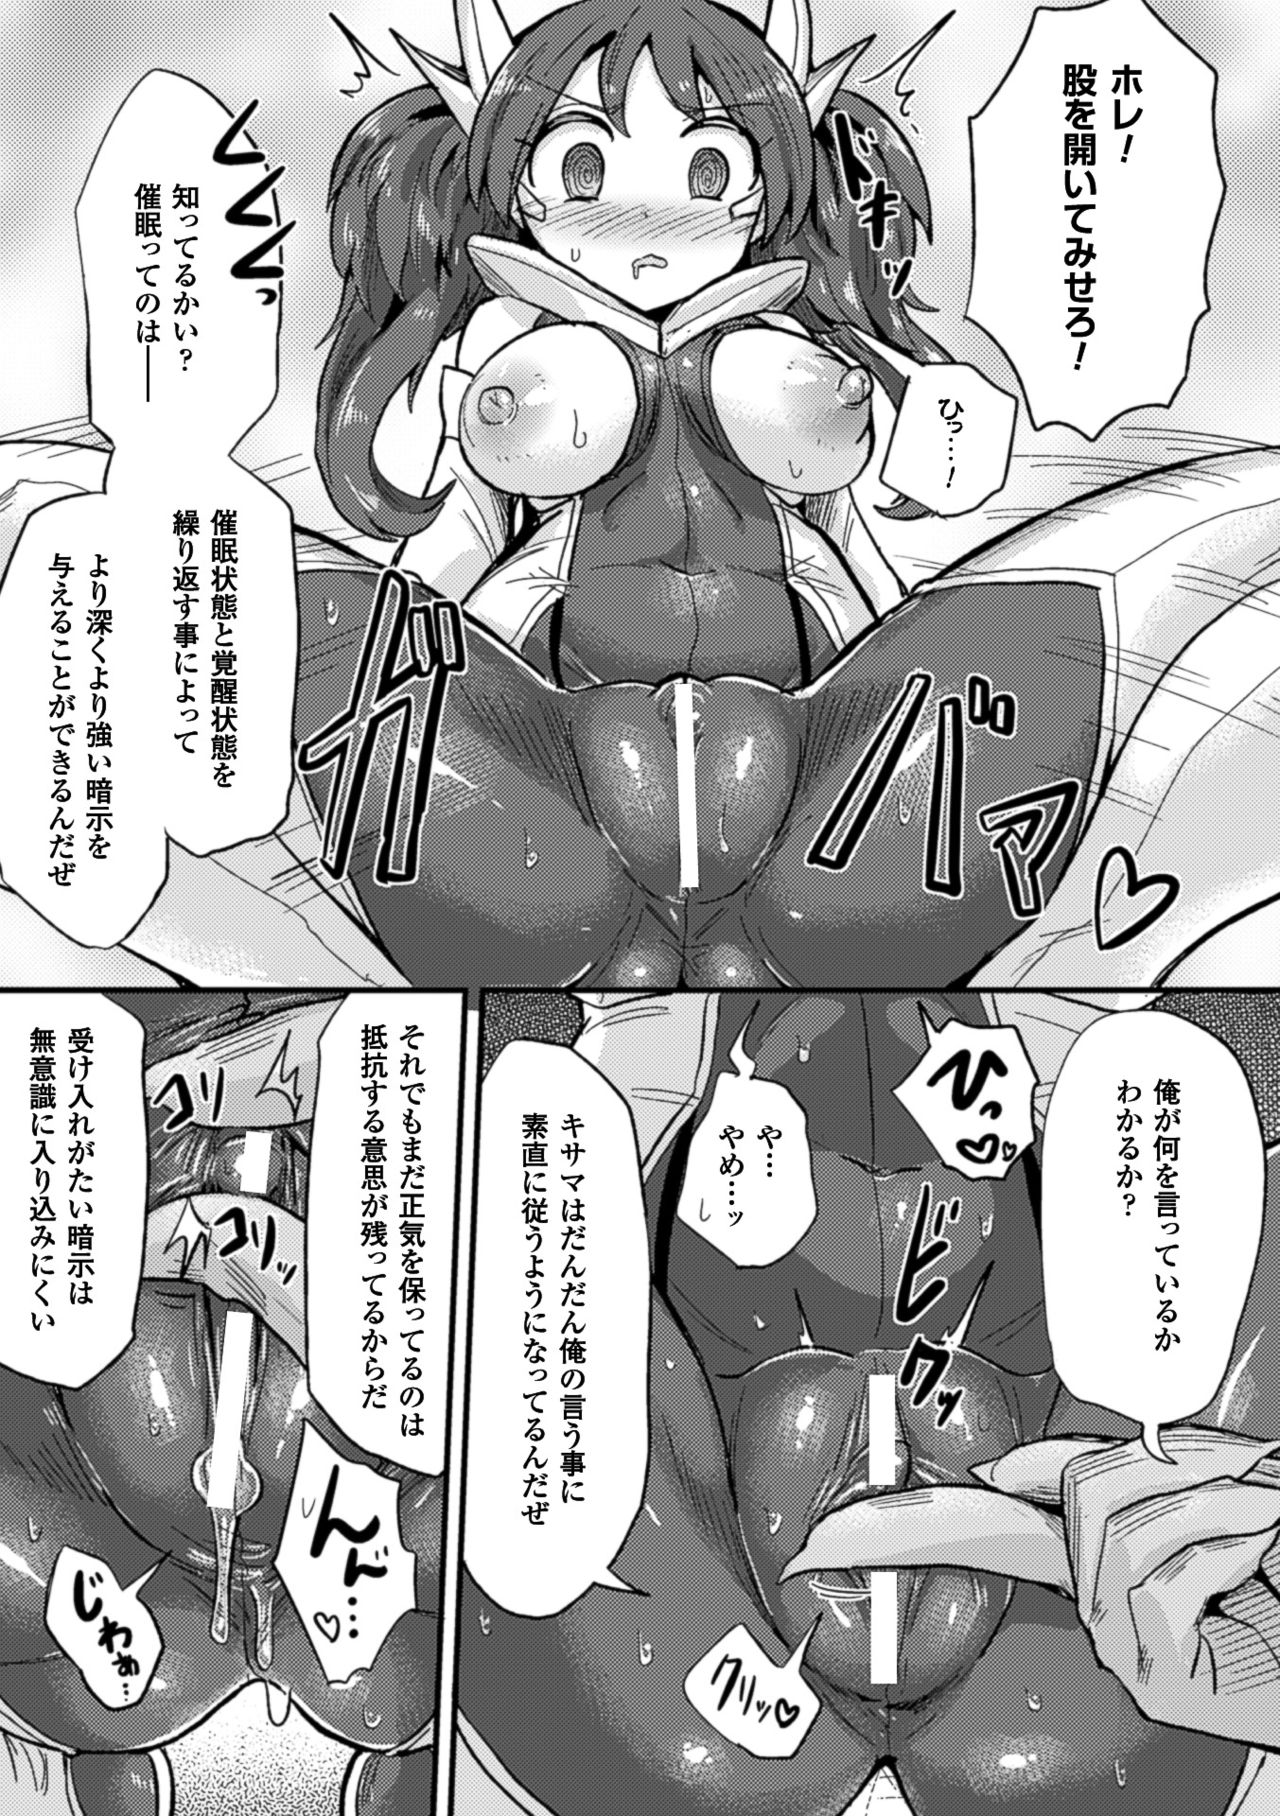 ホレ！
股を開いてみせろ！
ドキッ
ひっ……！
くくくくっ
知ってるかい？
催眠ってのは――
催眠状態と覚醒状態を
繰り返す事によって
より深くより強い暗示を
与えることができるんだぜ
ガバァ
俺が何を言っているか
わかるか？
ひっ
や…
やめ…ッ
ビクッ
クリッ
キサマはだんだん俺の言う事に
素直に従うようになってるんだぜ
それでもまだ正気を保ってるのは
抵抗する意思が残ってるからだ
コリ
コリッ
受け入れがたい暗示は
無意識に入り込みにくい
んん…
じわぁ…